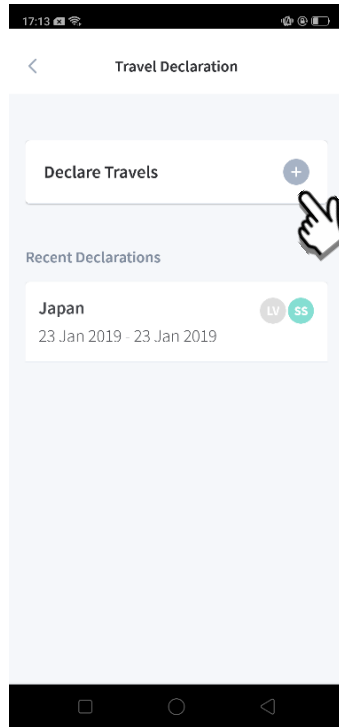 17:13
Travel Declaration
Declare Travels
Recent Declarations
Japan
LV SS
23 Jan 2019 - 23 Jan 2019